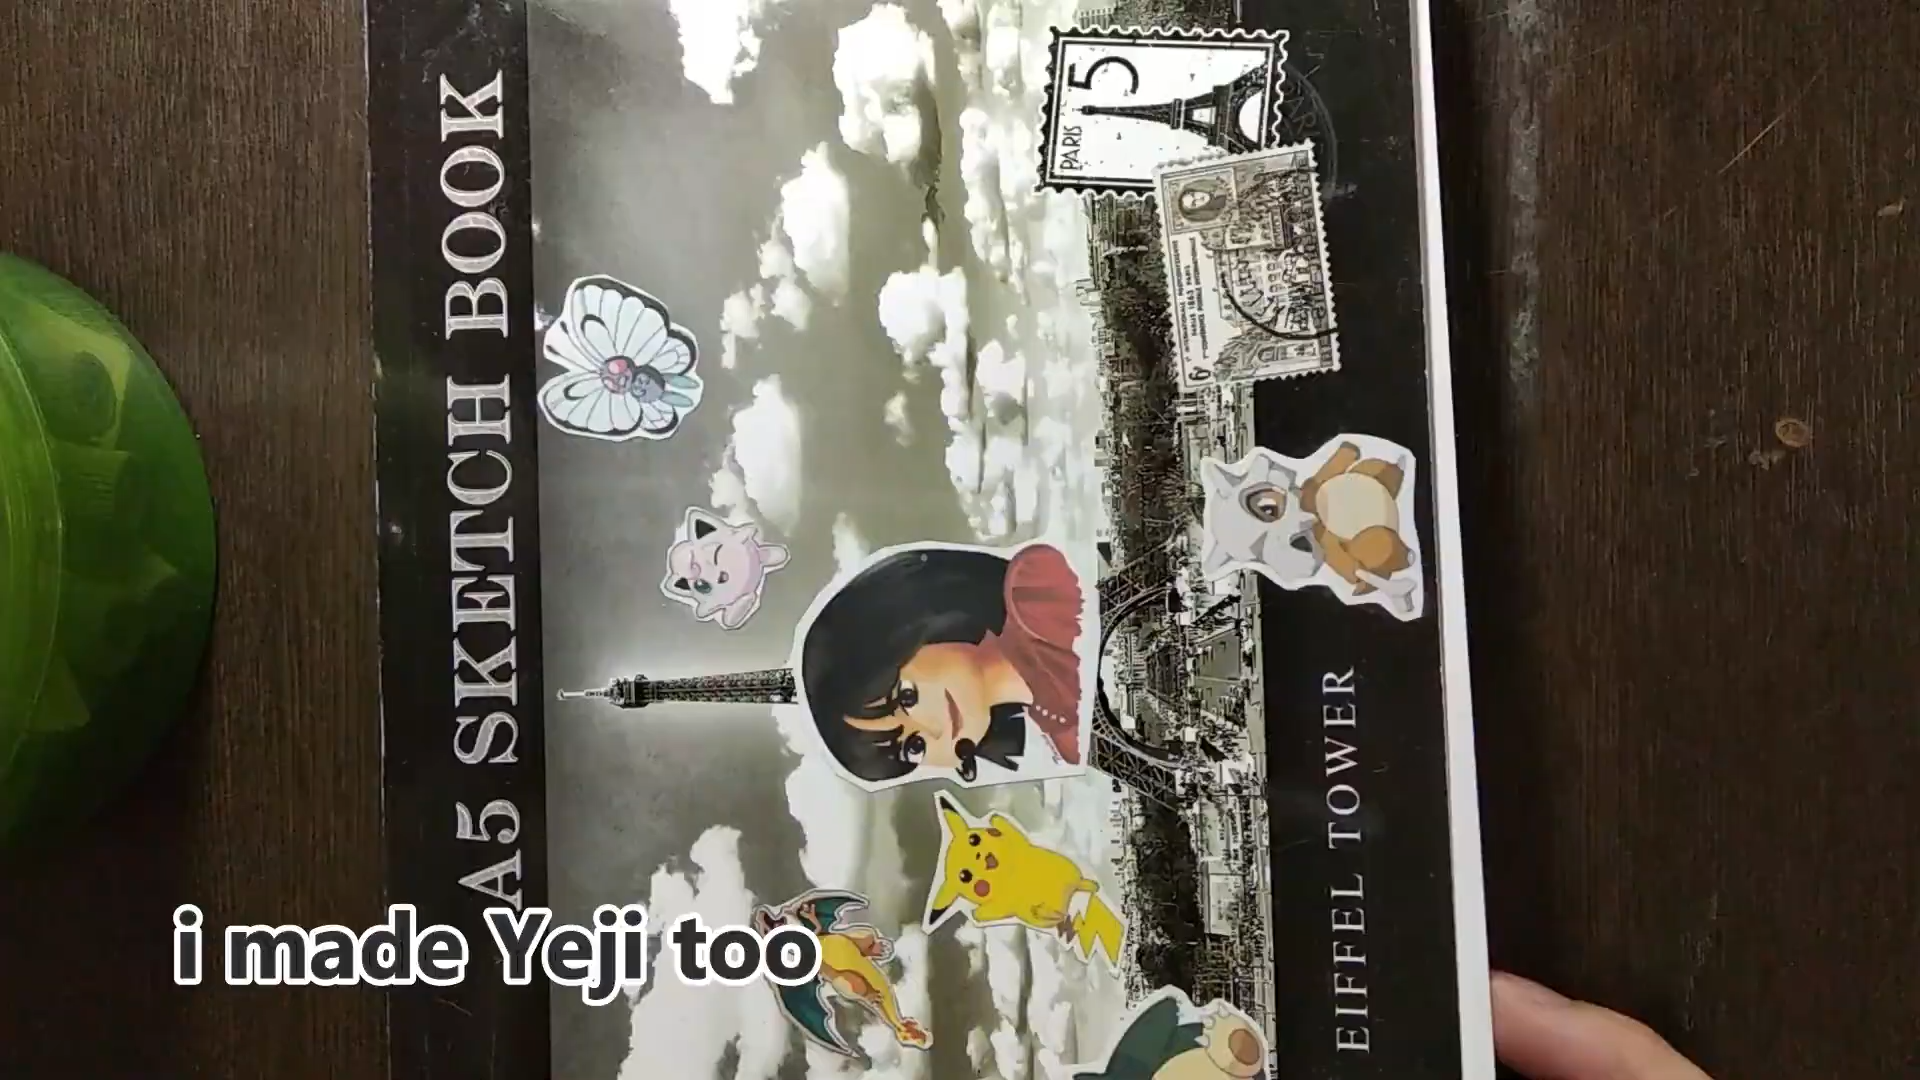 A5 SKETCH BOOK
PARIS
5
EIFFEL TOWER
i made Yeji too